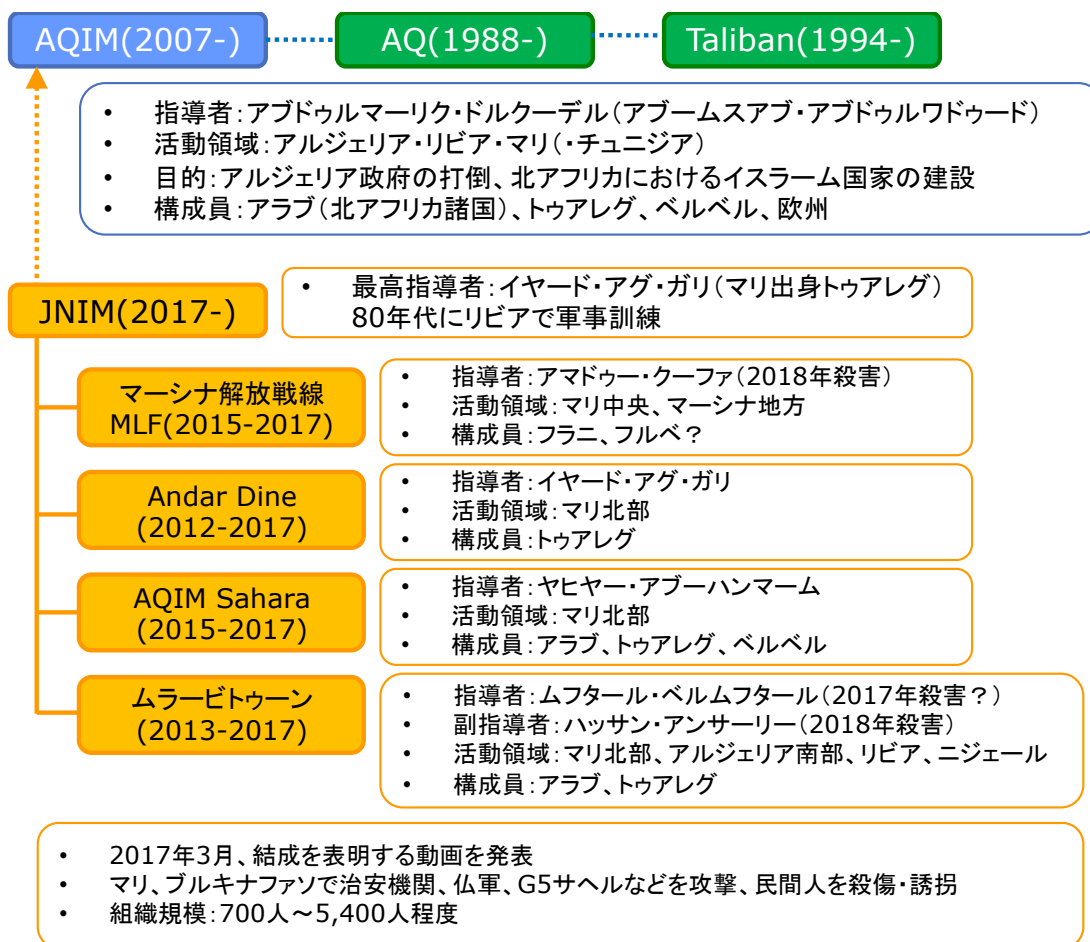 AQIM(2007-) AQ(1988-) Taliban(1994-)
• 指導者：アブドゥルマーリク・ドルクーデル（アブームスアブ・アブドゥルワドゥード）
• 活動領域：アルジェリア・リビア・マリ（・チュニジア）
• 目的：アルジェリア政府の打倒、北アフリカにおけるイスラーム国家の建設
• 構成員：アラブ（北アフリカ諸国）、トゥアレグ、ベルベル、欧州
JNIM(2017-)
• 最高指導者：イヤード・アグ・ガリ（マリ出身トゥアレグ）
80年代にリビアで軍事訓練
マーシナ解放戦線
MLF(2015-2017)
• 指導者：アマドゥー・クーファ（2018年殺害）
• 活動領域：マリ中央、マーシナ地方
• 構成員：フラニ、フルベ？
Andar Dine
(2012-2017)
• 指導者：イヤード・アグ・ガリ
• 活動領域：マリ北部
• 構成員：トゥアレグ
AQIM Sahara
(2015-2017)
• 指導者：ヤヒヤー・アブーハンマーム
• 活動領域：マリ北部
• 構成員：アラブ、トゥアレグ、ベルベル
ムラービトゥーン
(2013-2017)
• 指導者：ムフタール・ベルムフタール（2017年殺害？）
• 副指導者：ハッサン・アンサーリー（2018年殺害）
• 活動領域：マリ北部、アルジェリア南部、リビア、ニジェール
• 構成員：アラブ、トゥアレグ
• 2017年3月、結成を表明する動画を発表
• マリ、ブルキナファソで治安機関、仏軍、G5サヘルなどを攻撃、民間人を殺傷・誘拐
• 組織規模：700人～5,400人程度